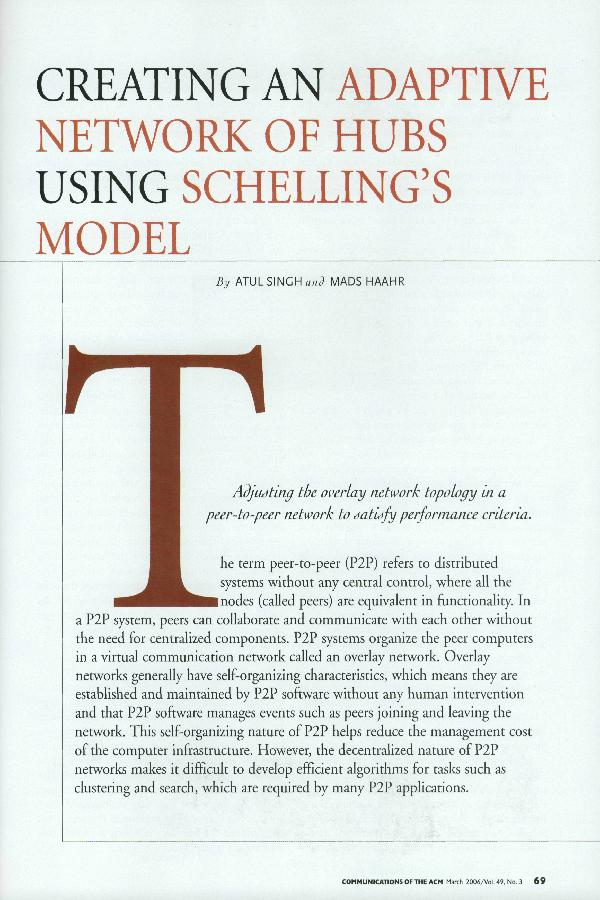 CREATING AN ADAPTIVE
NETWORK OF HUBS
USING SCHELLING'S
MODEL
By ATUL SINGH and MADS HAAHR
Adjusting the overlay network topology in a
peer-to-peer network to satisfy performance criteria.
The term peer-to-peer (P2P) refers to distributed
systems without any central control, where all the
nodes (called peers) are equivalent in functionality. In
a P2P system, peers can collaborate and communicate with each other without
the need for centralized components. P2P systems organize the peer computers
in a virtual communication network called an overlay network. Overlay
networks generally have self-organizing characteristics, which means they are
established and maintained by P2P software without any human intervention
and that P2P software manages events such as peers joining and leaving the
network. This self-organizing nature of P2P helps reduce the management cost
of the computer infrastructure. However, the decentralized nature of P2P
networks makes it difficult to develop efficient algorithms for tasks such as
clustering and search, which are required by many P2P applications.
COMMUNICATIONS OF THE ACM March 2006/Vol. 49, No. 3 69